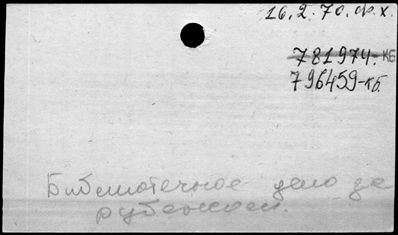 16.2.70.ф.х.
781974-КБ
796459-кб.
Библиотечное дело за
рубежом.